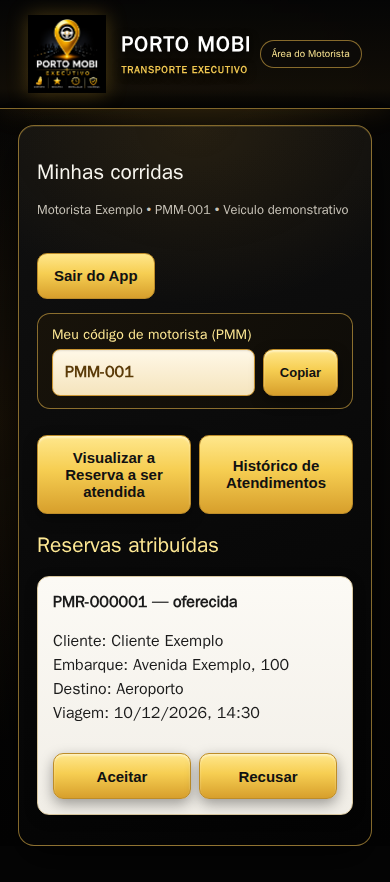 PORTO MOBI
EXECUTIVO
PORTO MOBI
TRANSPORTE EXECUTIVO
Área do Motorista
Minhas corridas
Motorista Exemplo • PMM-001 • Veiculo demonstrativo
Sair do App
Meu código de motorista (PMM)
PMM-001
Copiar
Visualizar a
Reserva a ser
atendida
Histórico de
Atendimentos
Reservas atribuídas
PMR-000001 — oferecida
Cliente: Cliente Exemplo
Embarque: Avenida Exemplo, 100
Destino: Aeroporto
Viagem: 10/12/2026, 14:30
Aceitar
Recusar